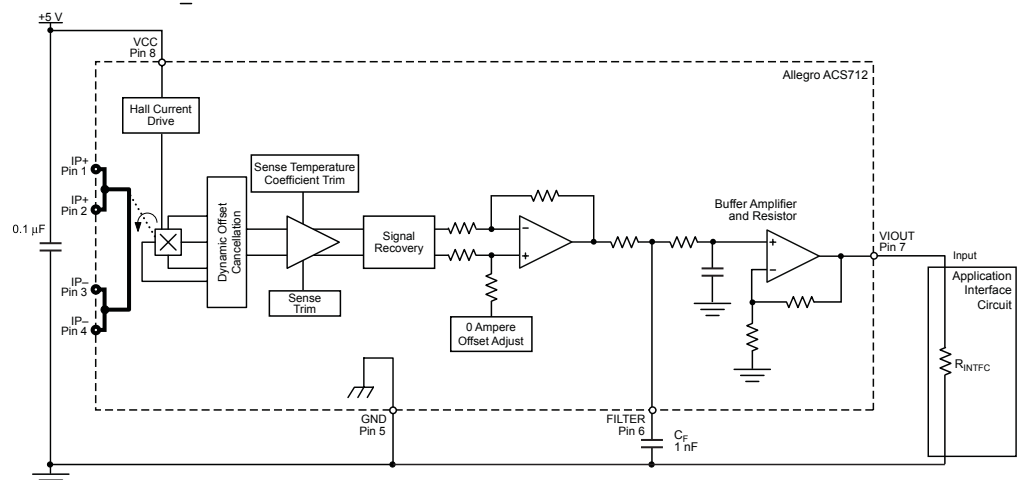 +5 V
VCC
Pin 8
Allegro ACS712
Hall Current
Drive
IP+
Pin 1
IP+
Pin 2
IP–
Pin 3
IP–
Pin 4
0.1 μF
Dynamic Offset
Cancellation
Sense Temperature
Coefficient Trim
Sense
Trim
Signal
Recovery
0 Ampere
Offset Adjust
Buffer Amplifier
and Resistor
VIOUT
Pin 7
Input
Application
Interface
Circuit
RINTFC
GND
Pin 5
FILTER
Pin 6
CF
1 nF